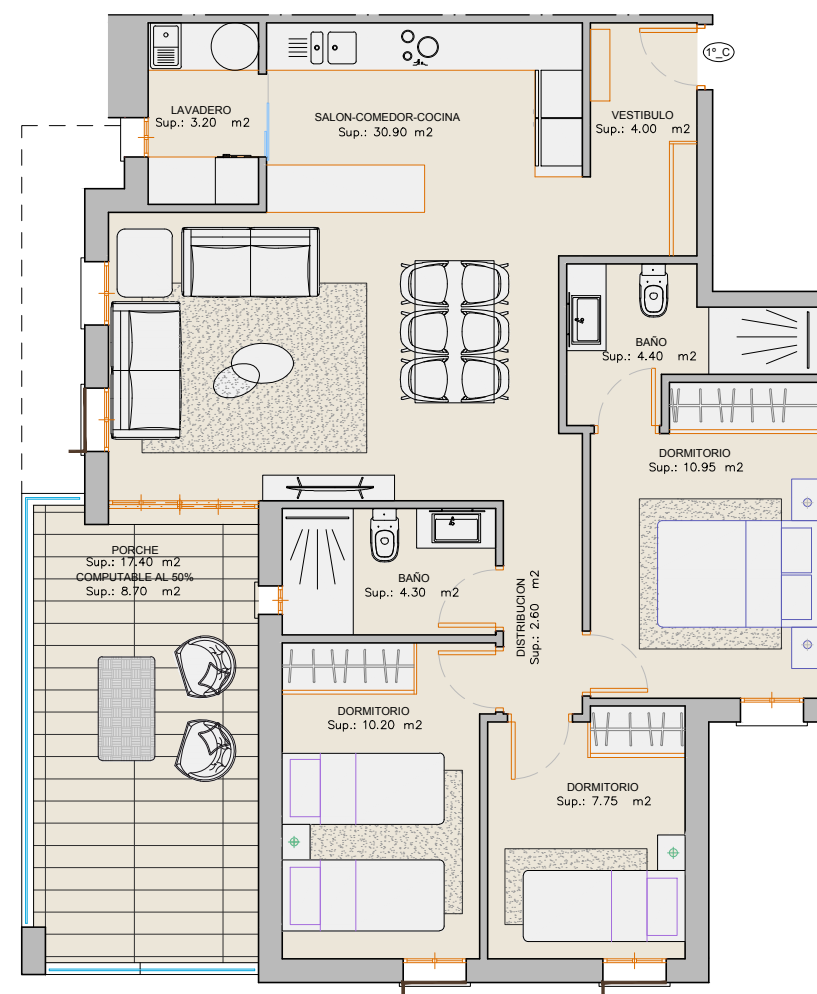 1º_C
LAVADERO
Sup.: 3.20 m2
SALON-COMEDOR-COCINA
Sup.: 30.90 m2
VESTIBULO
Sup.: 4.00 m2
BAÑO
Sup.: 4.40 m2
DORMITORIO
Sup.: 10.95 m2
PORCHE
Sup.: 17.40 m2
COMPUTABLE AL 50%
Sup.: 8.70 m2
BAÑO
Sup.: 4.30 m2
DISTRIBUCION
Sup.: 2.60 m2
DORMITORIO
Sup.: 10.20 m2
DORMITORIO
Sup.: 7.75 m2